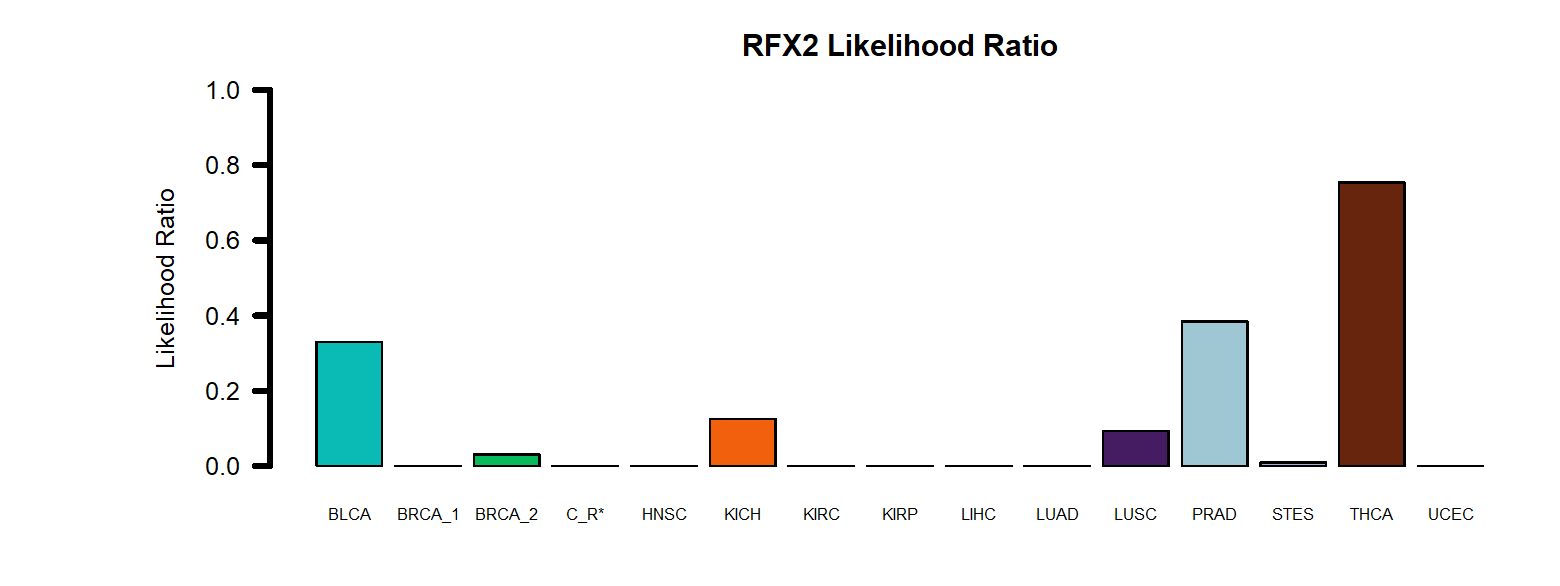 RFX2 Likelihood Ratio
1.0
0.8
0.6
0.4
0.2
0.0
Likelihood Ratio
BLCA BRCA_1 BRCA_2 C_R* HNSC KICH KIRC KIRP LIHC LUAD LUSC PRAD STES THCA UCEC